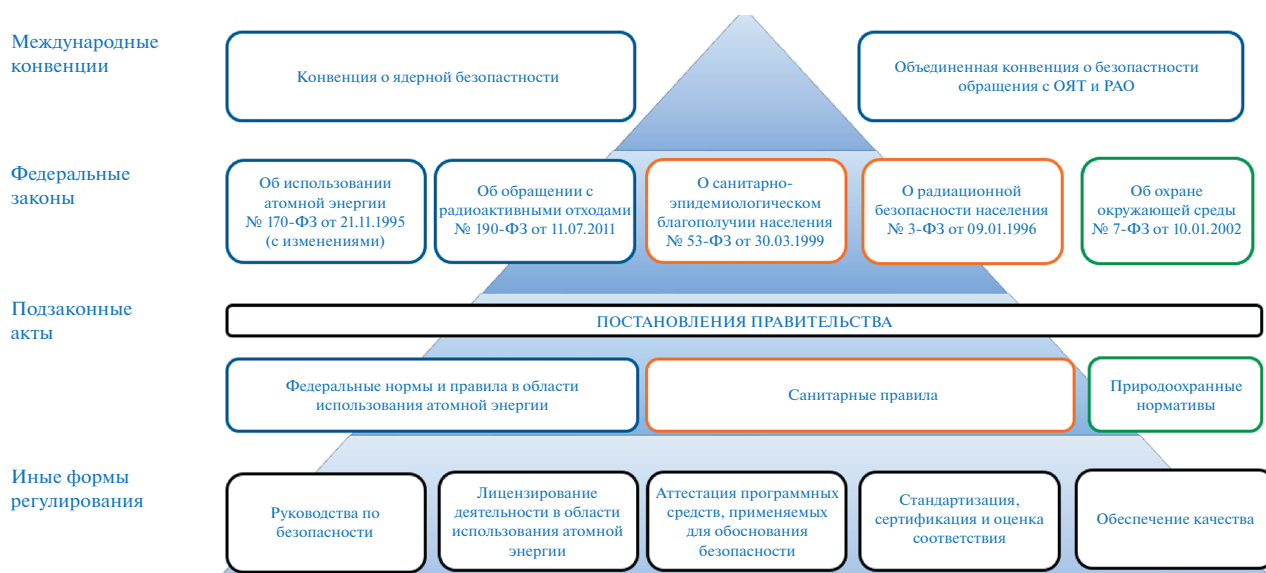 Международные
конвенции
Конвенция о ядерной безопастности
Объединенная конвенция о безопастности
обращения с ОЯТ и РАО
Федеральные
законы
Об использовании
атомной энергии
№ 170-ФЗ от 21.11.1995
(с изменениями)
Об обращении с
радиоактивными отходами
№ 190-ФЗ от 11.07.2011
О санитарно-
эпидемиологическом
благополучии населения
№ 53-ФЗ от 30.03.1999
О радиационной
безопасности населения
№ 3-ФЗ от 09.01.1996
Об охране
окружающей среды
№ 7-ФЗ от 10.01.2002
Подзаконные
акты
ПОСТАНОВЛЕНИЯ ПРАВИТЕЛЬСТВА
Федеральные нормы и правила в области
использования атомной энергии
Санитарные правила
Природоохранные
нормативы
Иные формы
регулирования
Руководства по
безопасности
Лицензирование
деятельности в области
использования атомной
энергии
Аттестация программных
средств, применяемых
для обоснования
безопасности
Стандартизация,
сертификация и оценка
соответствия
Обеспечение качества